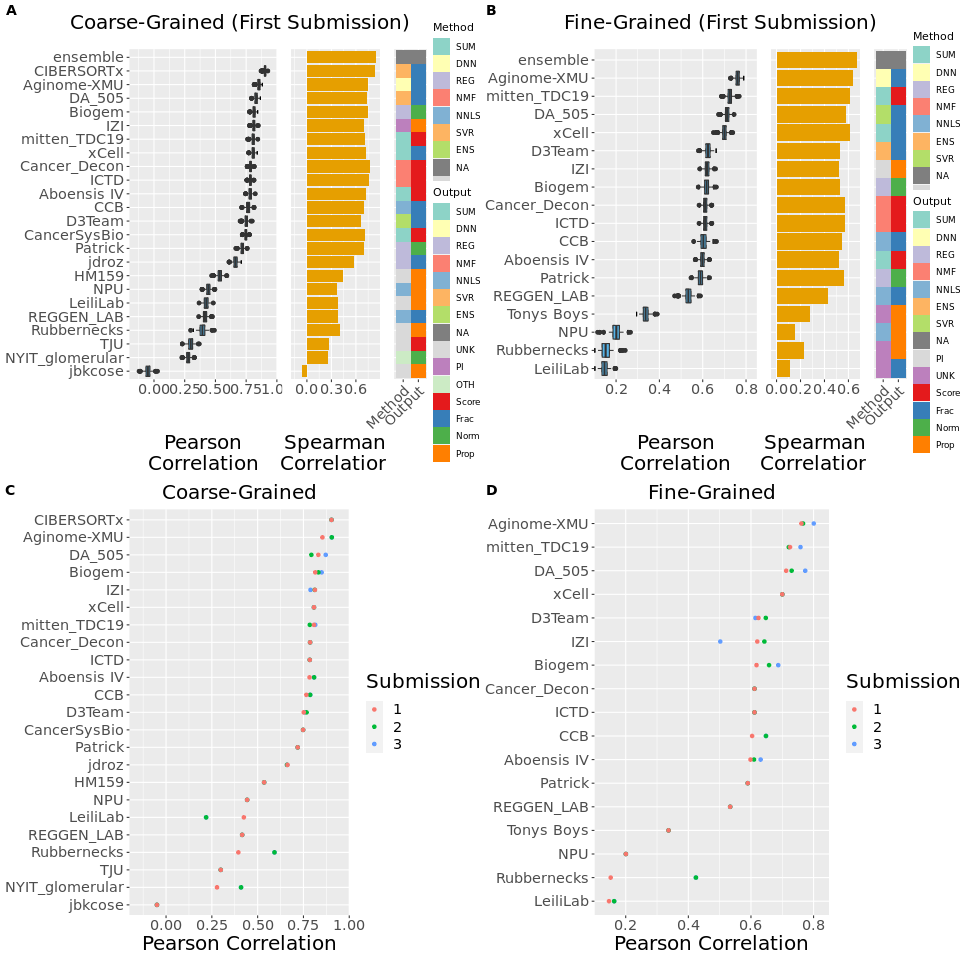 A
Coarse-Grained (First Submission)
ensemble
CIBERSORTx
Aginome-XMU
DA_505
Biogem
IZI
mitten_TDC19
xCell
Cancer_Decon
ICTD
Aboensis IV
CCB
D3Team
CancerSysBio
Patrick
jdroz
HM159
NPU
LeiliLab
REGGEN_LAB
Rubbernecks
TJU
NYIT_glomerular
jbkcose
0.00 0.25 0.50 0.75 1.0
Pearson
Correlation
0.0 0.3 0.6
Spearman
Correlation
Method
Output
Method
SUM
DNN
REG
NMF
NNLS
SVR
ENS
NA
Output
SUM
DNN
REG
NMF
NNLS
SVR
ENS
NA
UNK
PI
OTH
Score
Frac
Norm
Prop
B
Fine-Grained (First Submission)
ensemble
Aginome-XMU
mitten_TDC19
DA_505
xCell
D3Team
IZI
Biogem
Cancer_Decon
ICTD
CCB
Aboensis IV
Patrick
REGGEN_LAB
Tonys Boys
NPU
Rubbernecks
LeiliLab
0.2 0.4 0.6 0.8
Pearson
Correlation
0.0 0.2 0.4 0.6
Spearman
Correlation
Method
Output
Method
SUM
DNN
REG
NMF
NNLS
ENS
SVR
NA
Output
SUM
DNN
REG
NMF
NNLS
ENS
SVR
NA
PI
UNK
Score
Frac
Norm
Prop
C
Coarse-Grained
CIBERSORTx
Aginome-XMU
DA_505
Biogem
IZI
xCell
mitten_TDC19
Cancer_Decon
ICTD
Aboensis IV
CCB
D3Team
CancerSysBio
Patrick
jdroz
HM159
NPU
LeiliLab
REGGEN_LAB
Rubbernecks
TJU
NYIT_glomerular
jbkcose
0.00 0.25 0.50 0.75 1.00
Pearson Correlation
Submission
1
2
3
D
Fine-Grained
Aginome-XMU
mitten_TDC19
DA_505
xCell
D3Team
IZI
Biogem
Cancer_Decon
ICTD
CCB
Aboensis IV
Patrick
REGGEN_LAB
Tonys Boys
NPU
Rubbernecks
LeiliLab
0.2 0.4 0.6 0.8
Pearson Correlation
Submission
1
2
3